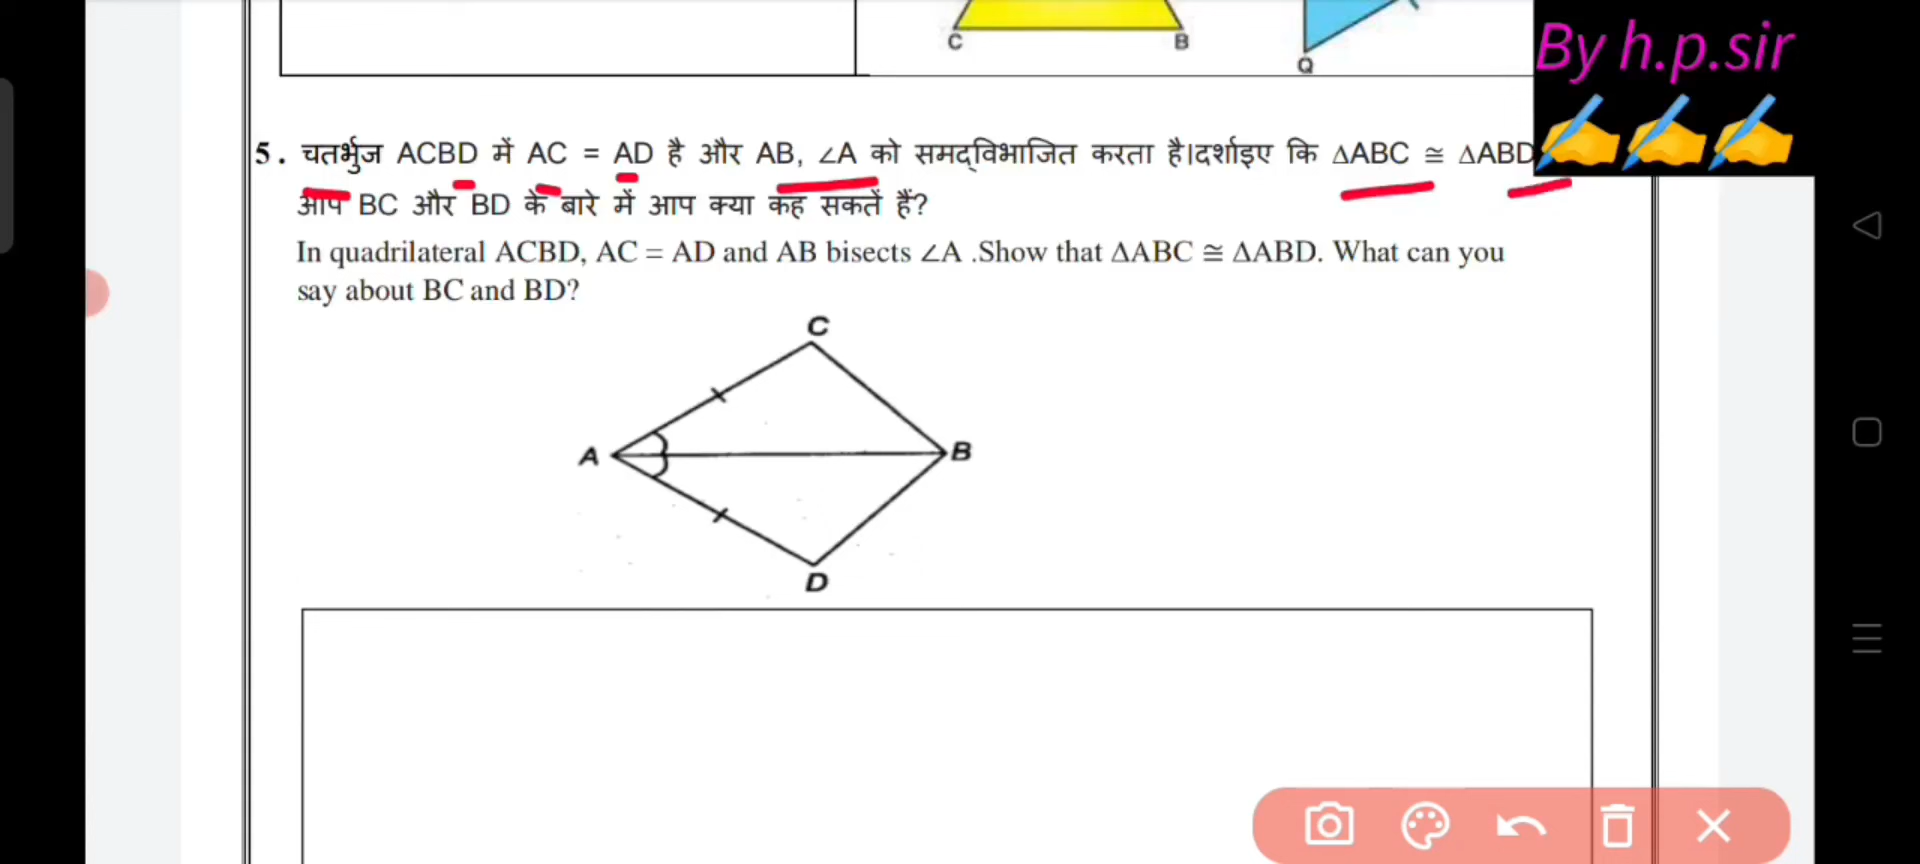 C
B
Q
By h.p.sir
5. चतर्भुज ACBD में AC = AD है और AB, ∠A को समद्विभाजित करता है।दर्शाइए कि ΔABC ≅ ΔABD
आप BC और BD के बारे में आप क्या कह सकतें हैं?
In quadrilateral ACBD, AC = AD and AB bisects ∠A .Show that ΔABC ≅ ΔABD. What can you
say about BC and BD?
C
A
B
D